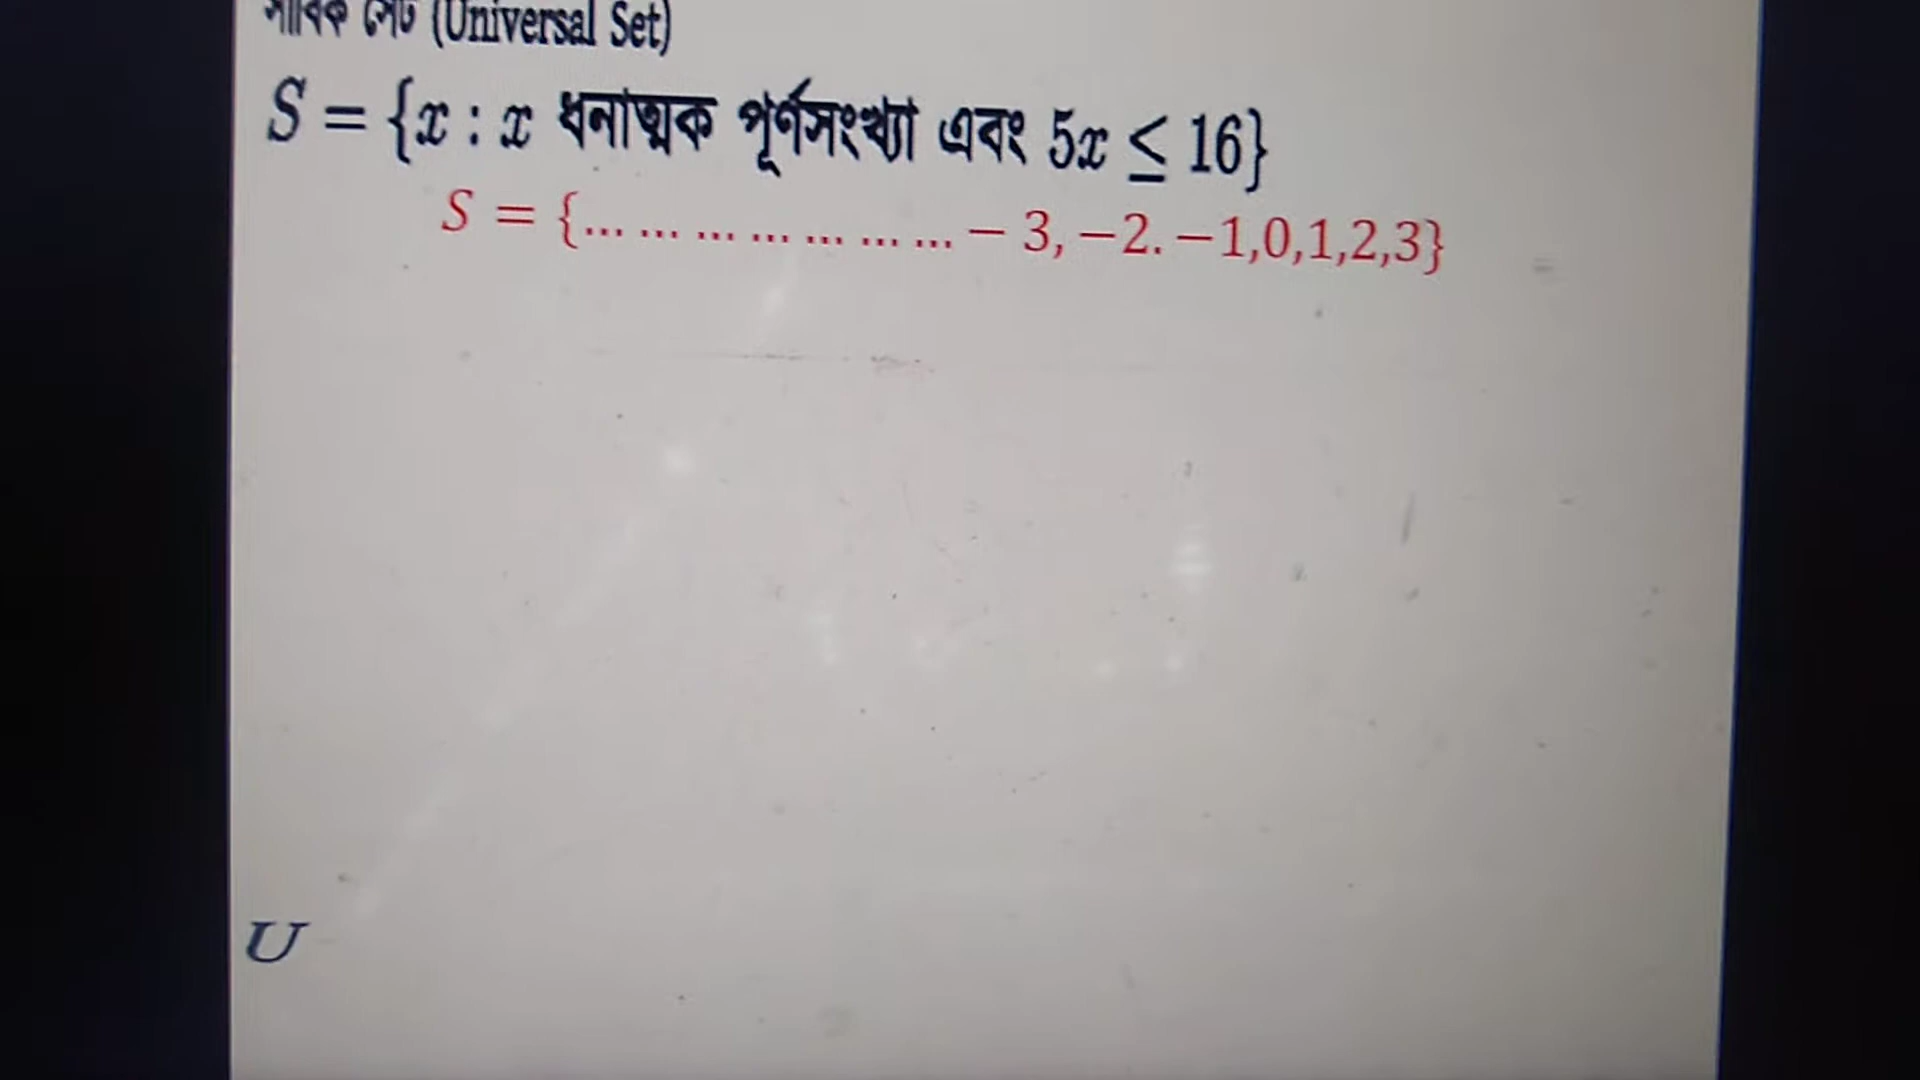 সার্বিক সেট (Universal Set)
S = {x : x ধনাত্মক পূর্ণসংখ্যা এবং 5x ≤ 16}
S = {... ... ... ... ... ... ... − 3, −2. −1,0,1,2,3}
U